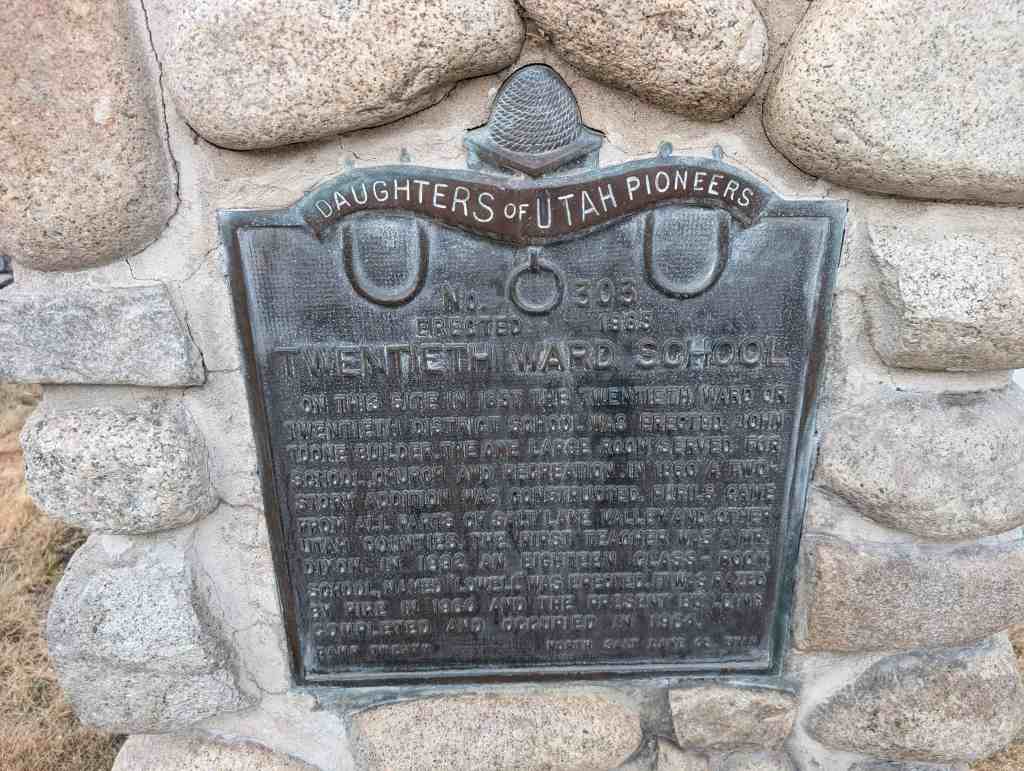 DAUGHTERS OF UTAH PIONEERS
No. 303
ERECTED 1965
TWENTIETH WARD SCHOOL
ON THIS SITE IN 1857 THE TWENTIETH WARD OR
TWENTIETH DISTRICT SCHOOL WAS ERECTED. JOHN
TOONE BUILDER. THE ONE LARGE ROOM SERVED FOR
SCHOOL, CHURCH AND RECREATION. IN 1880 A TWO-
STORY ADDITION WAS CONSTRUCTED. PUPILS CAME
FROM ALL PARTS OF SALT LAKE VALLEY AND OTHER
UTAH COUNTIES. THE FIRST TEACHER WAS
DIXON. IN 1892 AN EIGHTEEN CLASS ROOM
SCHOOL, NAMED LOWELL WAS ERECTED. IT WAS RAZED
BY FIRE IN 1960 AND THE PRESENT BUILDING
COMPLETED AND OCCUPIED IN 1964.
CAMP NORTH SALT LAKE CO. UTAH